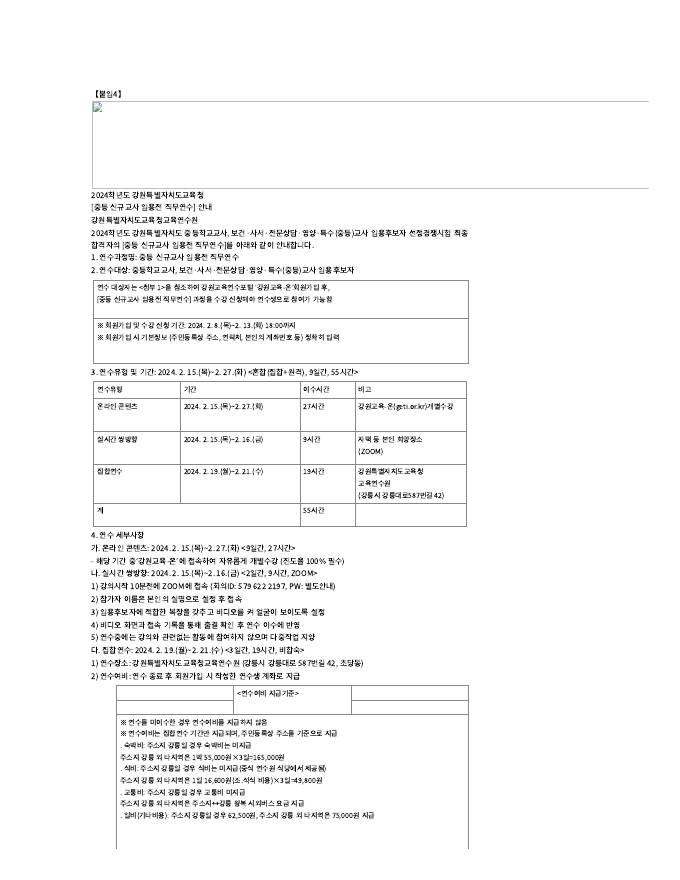 【붙임4】
2024학년도 강원특별자치도교육청
[중등 신규교사 임용전 직무연수] 안내
강원특별자치도교육청교육연수원
2024학년도 강원특별자치도 중등학교교사, 보건·사서·전문상담·영양·특수(중등)교사 임용후보자 선정경쟁시험 최종
합격자의 [중등 신규교사 임용전 직무연수]를 아래와 같이 안내합니다.
1. 연수과정명: 중등 신규교사 임용전 직무연수
2. 연수대상: 중등학교 교사, 보건·사서·전문상담·영양·특수(중등)교사 임용후보자
연수 대상자는 <첨부 1>을 참조하여 강원교육연수포털 '강원교육-온'회원가입 후,
[중등 신규교사 임용전 직무연수] 과정을 수강 신청해야 연수생으로 참여가 가능함
※ 회원가입 및 수강 신청 기간: 2024. 2. 8.(목)~2. 13.(화) 18:00까지
※ 회원가입 시 기본정보 (주민등록상 주소, 연락처, 본인의 계좌번호 등) 정확히 입력
3. 연수유형 및 기간: 2024. 2. 15.(목)~2. 27.(화) <혼합(집합+원격), 9일간, 55시간>
연수유형 기간 이수시간 비고
온라인 콘텐츠 2024. 2. 15.(목)~2. 27.(화) 27시간 강원교육-온(geti.or.kr)개별수강
실시간 쌍방향 2024. 2. 15.(목)~2. 16.(금) 9시간 자택 등 본인 희망장소
(ZOOM)
집합연수 2024. 2. 19.(월)~2. 21.(수) 19시간 강원특별자치도교육청
교육연수원
(강릉시 강릉대로587번길 42)
계 55시간
4. 연수 세부사항
가. 온라인 콘텐츠: 2024. 2. 15.(목)~2. 27.(화) <9일간, 27시간>
- 해당 기간 중'강원교육-온'에 접속하여 자유롭게 개별수강 (진도율 100% 필수)
나. 실시간 쌍방향: 2024. 2. 15.(목)~2. 16.(금) <2일간, 9시간, ZOOM>
1) 강의시작 10분전에 ZOOM에 접속 (회의ID: 579 622 2197, PW: 별도안내)
2) 참가자 이름은 본인의 실명으로 설정 후 접속
3) 임용후보자에 적합한 복장을 갖추고 비디오를 켜 얼굴이 보이도록 설정
4) 비디오 화면과 접속 기록을 통해 출결 확인 후 연수 이수에 반영
5) 연수중에는 강의와 관련없는 활동에 참여하지 않으며 다중작업 지양
다. 집합 연수: 2024. 2. 19.(월)~2. 21.(수) <3일간, 19시간, 비합숙>
1) 연수장소: 강원특별자치도교육청교육연수원 (강릉시 강릉대로 587번길 42, 초당동)
2) 연수여비: 연수 종료 후 회원가입 시 작성한 연수생 계좌로 지급
<연수여비 지급기준>
※ 연수를 미이수한 경우 연수여비를 지급하지 않음
※ 연수여비는 집합연수 기간만 지급되며, 주민등록상 주소를 기준으로 지급
. 숙박비: 주소지 강릉일 경우 숙박비는 미지급
주소지 강릉 외 타지역은 1박 55,000원×3일=165,000원
. 식비: 주소지 강릉일 경우 식비는 미지급(중식 연수원 식당에서 제공됨)
주소지 강릉 외 타지역은 1일 16,600원(조.석식 비용)×3일=49,800원
. 교통비: 주소지 강릉일 경우 교통비 미지급
주소지 강릉 외 타지역은 주소지↔강릉 왕복 시외버스 요금 지급
. 일비(기타비용): 주소지 강릉일 경우 62,500원, 주소지 강릉 외 타지역은 75,000원 지급